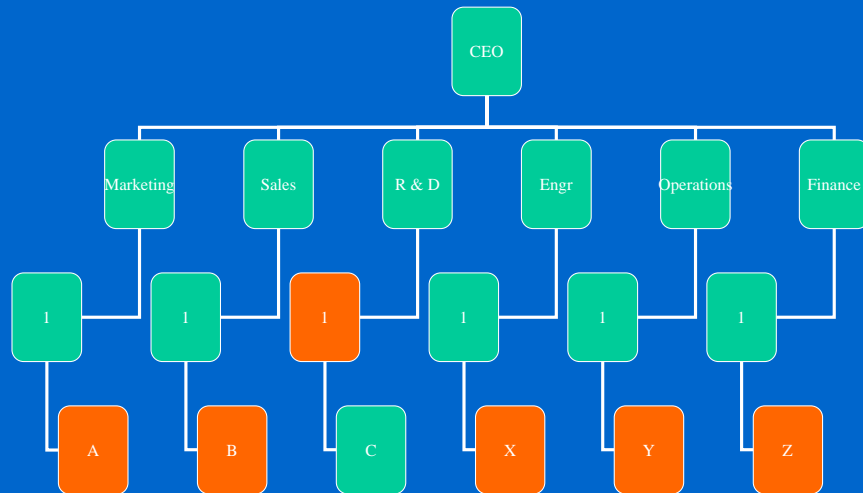 CEO
Marketing
Sales
R & D
Engr
Operations
Finance
1
1
1
1
1
1
A
B
C
X
Y
Z